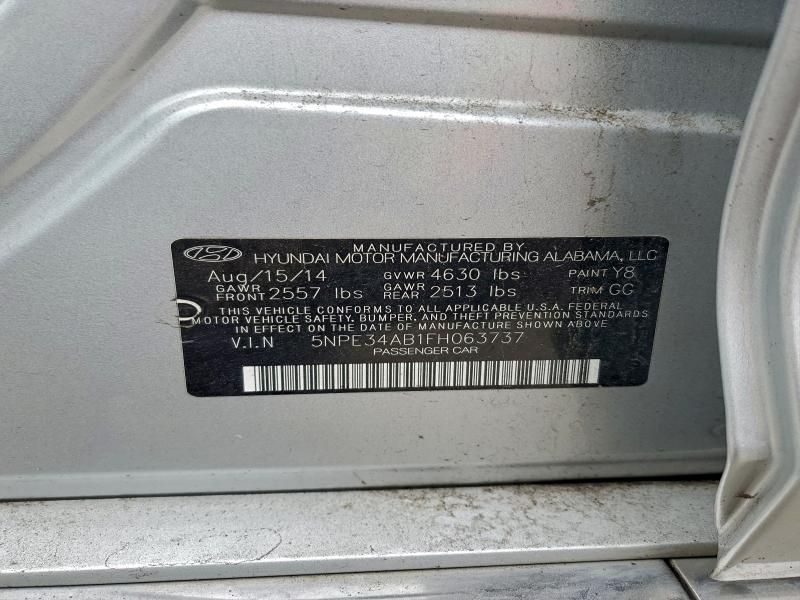 MANUFACTURED BY
HYUNDAI MOTOR MANUFACTURING ALABAMA, LLC
Aug/15/14 GVWR 4630 lbs PAINT Y8
GAWR FRONT 2557 lbs GAWR REAR 2513 lbs TRIM GG
THIS VEHICLE CONFORMS TO ALL APPLICABLE U.S.A. FEDERAL
MOTOR VEHICLE SAFETY, BUMPER, AND THEFT PREVENTION
STANDARDS IN EFFECT ON THE DATE OF MANUFACTURE SHOWN ABOVE
V.I.N 5NPE34AB1FH063737
PASSENGER CAR